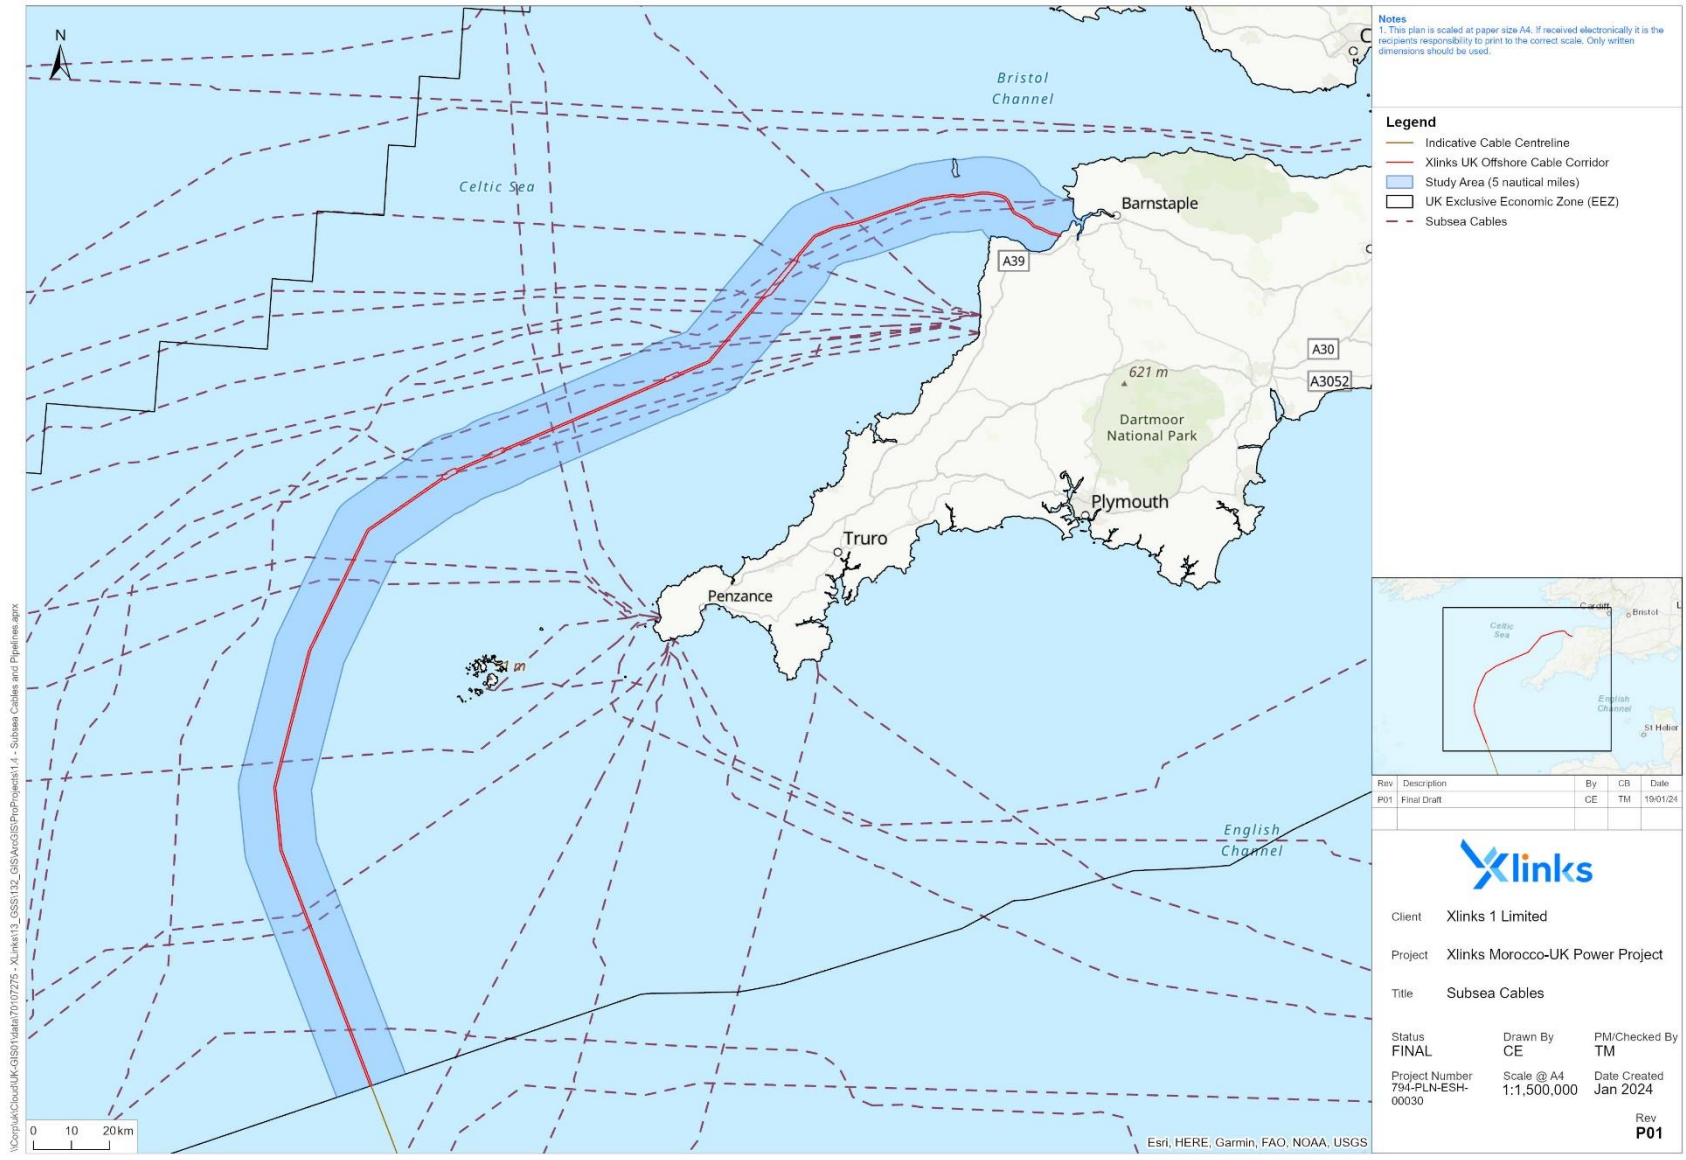 N
Bristol
Channel
Celtic Sea
Barnstaple
A39
A30
A3052
621 m
Dartmoor
National Park
Plymouth
Truro
Penzance
English
Channel
0 10 20km
Esri, HERE, Garmin, FAO, NOAA, USGS
Notes
1. This plan is scaled at paper size A4. If received electronically it is the
recipients responsibility to print to the correct scale. Only written
dimensions should be used.
Legend
Indicative Cable Centreline
Xlinks UK Offshore Cable Corridor
Study Area (5 nautical miles)
UK Exclusive Economic Zone (EEZ)
Subsea Cables
Cardiff
Bristol
L
Celtic
Sea
English
Channel
St Helier
Rev Description By CB Date
P01 Final Draft CE TM 19/01/24
Xlinks
Client Xlinks 1 Limited
Project Xlinks Morocco-UK Power Project
Title Subsea Cables
Status Drawn By PM/Checked By
FINAL CE TM
Project Number Scale @ A4 Date Created
794-PLN-ESH-
00030 1:1,500,000 Jan 2024
Rev
P01